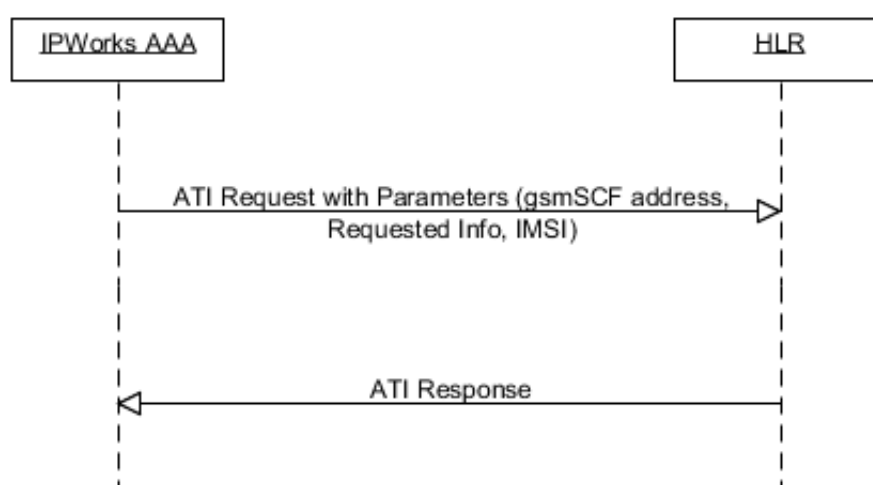 IPWorks AAA
HLR
ATI Request with Parameters (gsmSCF address,
Requested Info, IMSI)
ATI Response